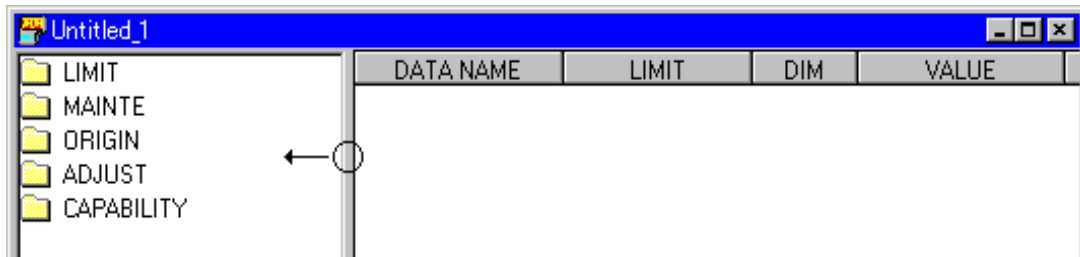 Untitled_1
LIMIT
MAINTE
ORIGIN
ADJUST
CAPABILITY
DATA NAME LIMIT DIM VALUE